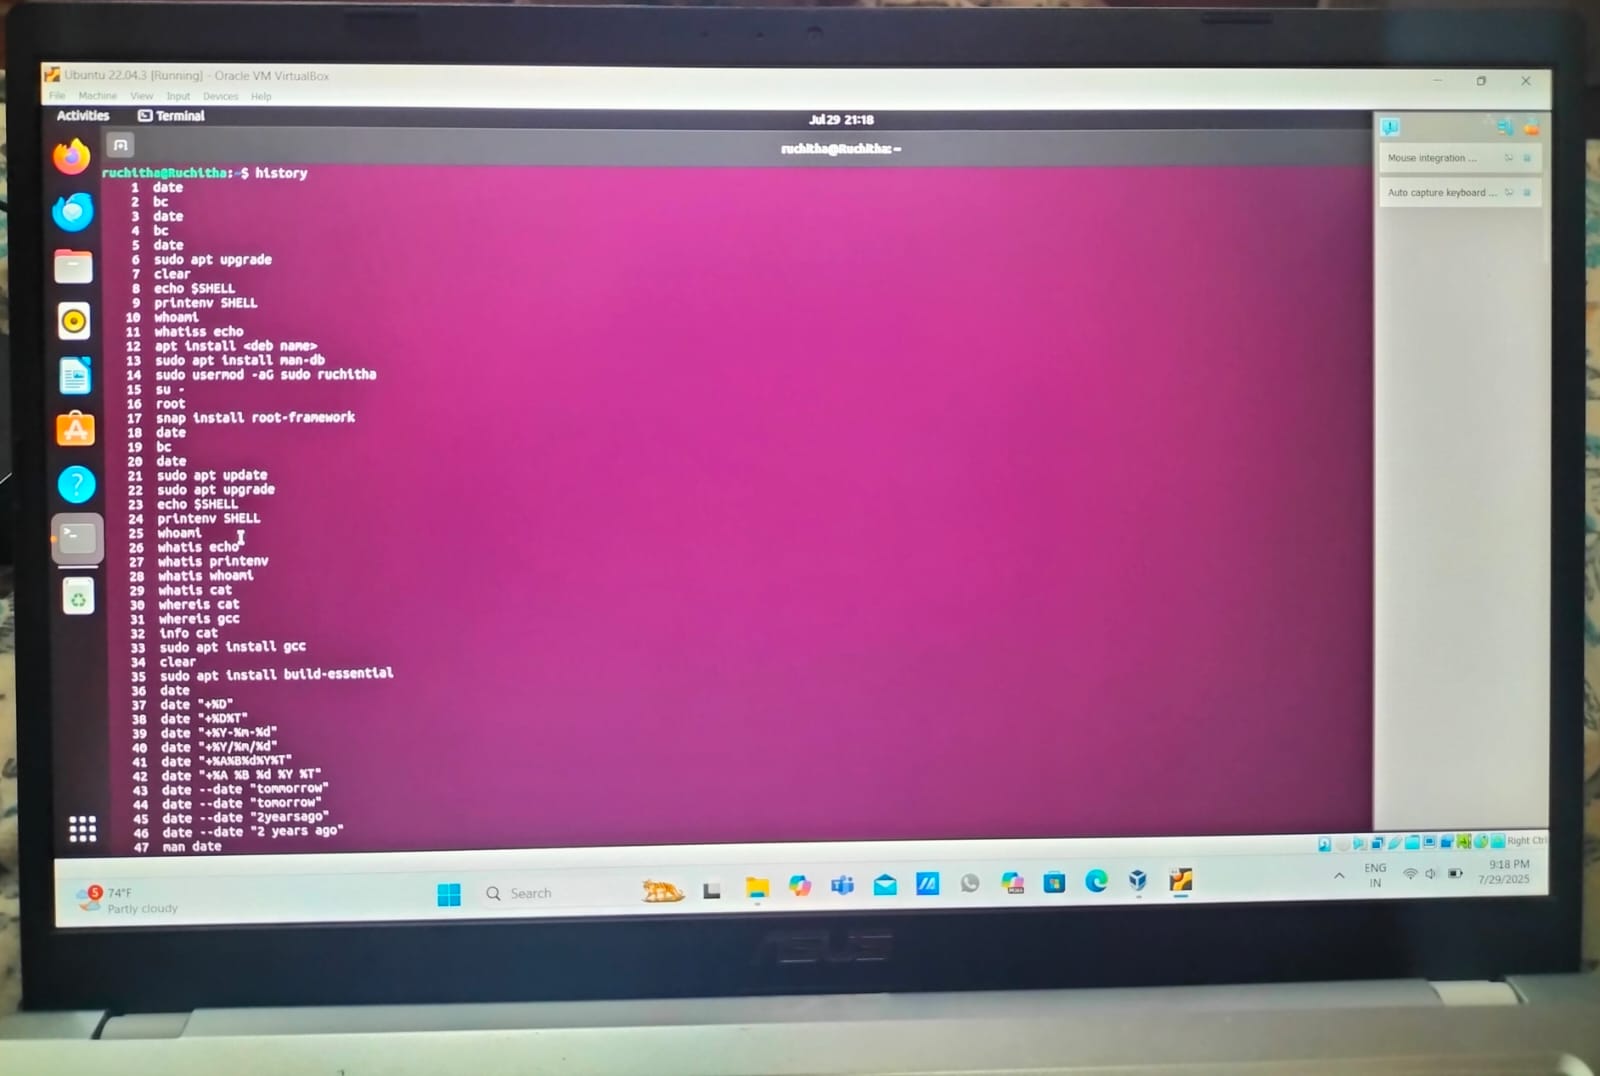 Ubuntu 22.04.3 [Running] - Oracle VM VirtualBox
File Machine View Input Devices Help
Activities Terminal
Jul 29 21:18
ruchitha@Ruchitha: ~
Mouse integration ...
Auto capture keyboard ...
ruchitha@Ruchitha:~$ history
1 date
2 bc
3 date
4 bc
5 date
6 sudo apt upgrade
7 clear
8 echo $SHELL
9 printenv SHELL
10 whoami
11 whatiss echo
12 apt install <deb name>
13 sudo apt install man-db
14 sudo usermod -aG sudo ruchitha
15 su -
16 root
17 snap install root-framework
18 date
19 bc
20 date
21 sudo apt update
22 sudo apt upgrade
23 echo $SHELL
24 printenv SHELL
25 whoami
26 whatis echo
27 whatis printenv
28 whatis whoami
29 whatis cat
30 whereis cat
31 whereis gcc
32 info cat
33 sudo apt install gcc
34 clear
35 sudo apt install build-essential
36 date
37 date "+%D"
38 date "+%D%T"
39 date "+%Y-%m-%d"
40 date "+%Y/%m/%d"
41 date "+%A%B%d%Y%T"
42 date "+%A %B %d %Y %T"
43 date --date "tommorrow"
44 date --date "tomorrow"
45 date --date "2yearsago"
46 date --date "2 years ago"
47 man date
Right Ctrl
5
74°F
Partly cloudy
Search
ENG
IN
9:18 PM
7/29/2025
ASUS